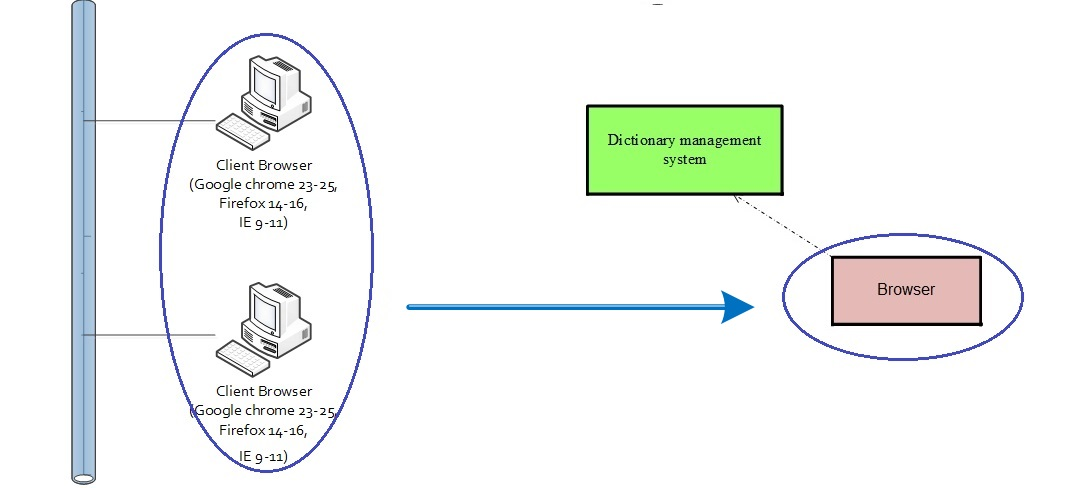 Client Browser
(Google chrome 23-25,
Firefox 14-16,
IE 9-11)
Client Browser
(Google chrome 23-25,
Firefox 14-16,
IE 9-11)
Dictionary management
system
Browser